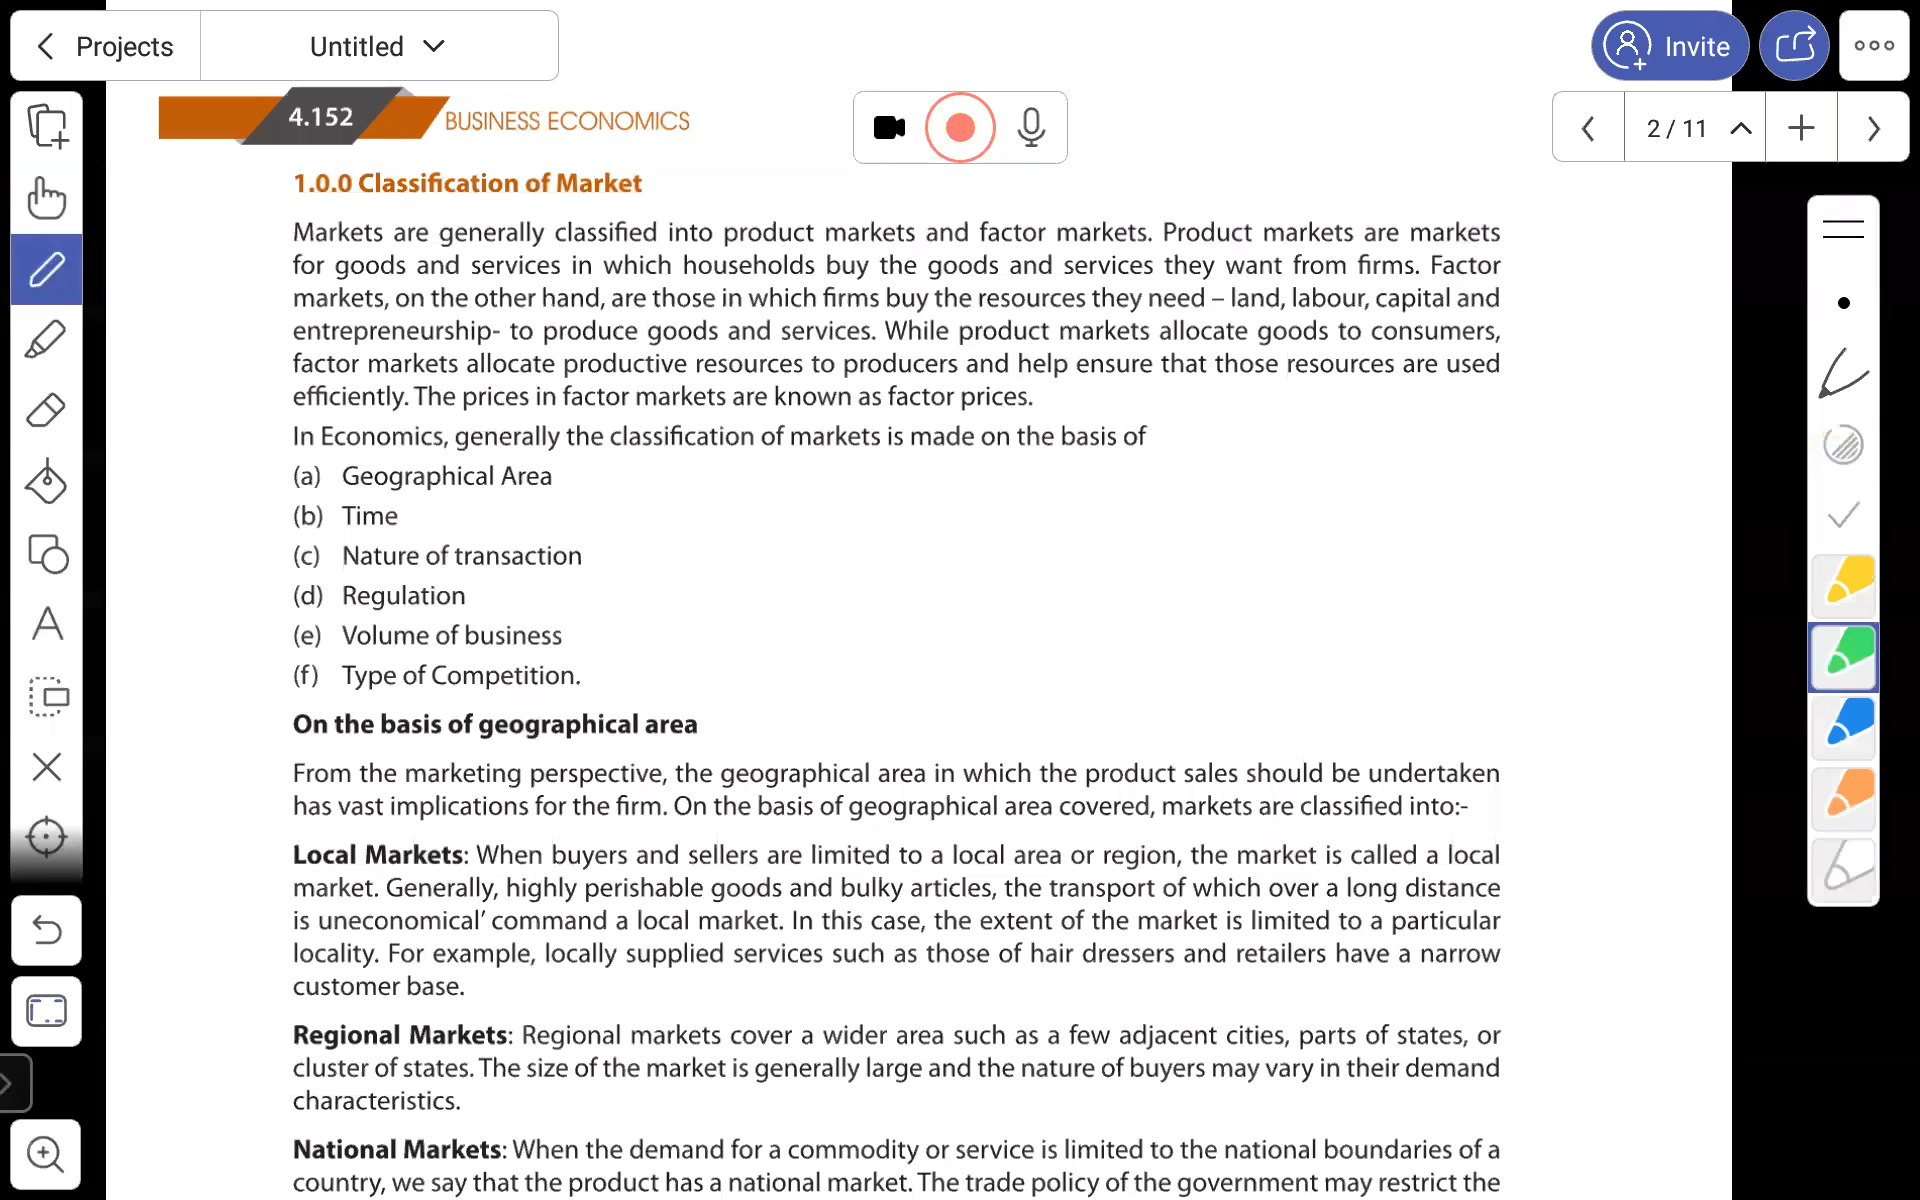 Projects
Untitled
Invite
4.152
BUSINESS ECONOMICS
2 / 11
1.0.0 Classification of Market
Markets are generally classified into product markets and factor markets. Product markets are markets
for goods and services in which households buy the goods and services they want from firms. Factor
markets, on the other hand, are those in which firms buy the resources they need – land, labour, capital and
entrepreneurship- to produce goods and services. While product markets allocate goods to consumers,
factor markets allocate productive resources to producers and help ensure that those resources are used
efficiently. The prices in factor markets are known as factor prices.
In Economics, generally the classification of markets is made on the basis of
(a) Geographical Area
(b) Time
(c) Nature of transaction
(d) Regulation
(e) Volume of business
(f) Type of Competition.
On the basis of geographical area
From the marketing perspective, the geographical area in which the product sales should be undertaken
has vast implications for the firm. On the basis of geographical area covered, markets are classified into:-
Local Markets: When buyers and sellers are limited to a local area or region, the market is called a local
market. Generally, highly perishable goods and bulky articles, the transport of which over a long distance
is uneconomical’ command a local market. In this case, the extent of the market is limited to a particular
locality. For example, locally supplied services such as those of hair dressers and retailers have a narrow
customer base.
Regional Markets: Regional markets cover a wider area such as a few adjacent cities, parts of states, or
cluster of states. The size of the market is generally large and the nature of buyers may vary in their demand
characteristics.
National Markets: When the demand for a commodity or service is limited to the national boundaries of a
country, we say that the product has a national market. The trade policy of the government may restrict the